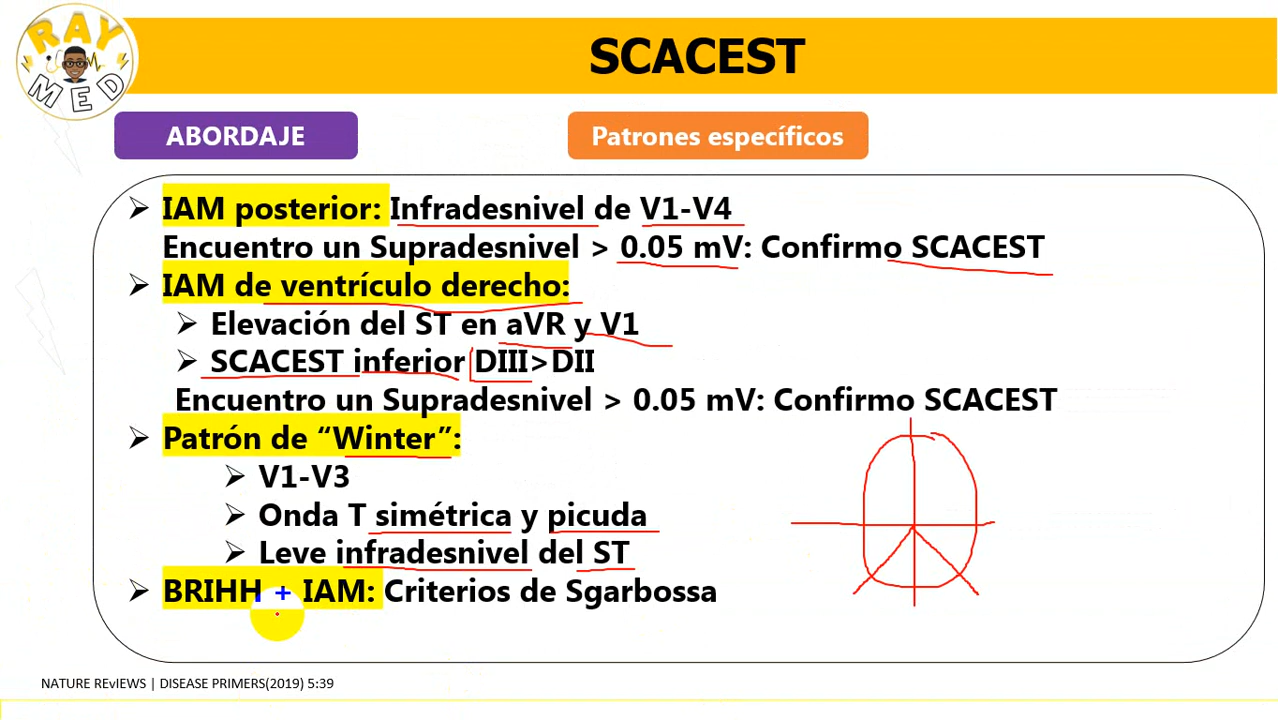 RAY
MED
SCACEST
ABORDAJE
Patrones específicos
IAM posterior: Infradesnivel de V1-V4
Encuentro un Supradesnivel > 0.05 mV: Confirmo SCACEST
IAM de ventrículo derecho:
Elevación del ST en aVR y V1
SCACEST inferior DIII>DII
Encuentro un Supradesnivel > 0.05 mV: Confirmo SCACEST
Patrón de “Winter”:
V1-V3
Onda T simétrica y picuda
Leve infradesnivel del ST
BRIHH + IAM: Criterios de Sgarbossa
NATURE REvIEWS | DISEASE PRIMERS(2019) 5:39